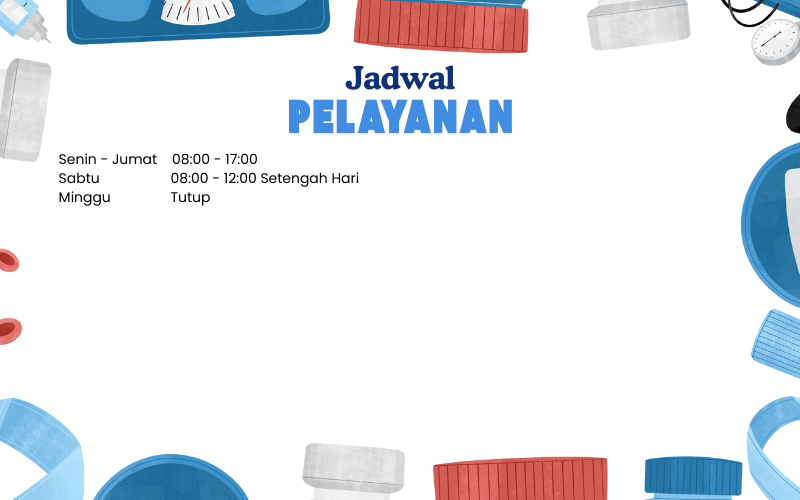 Jadwal
PELAYANAN
Senin - Jumat 08:00 - 17:00
Sabtu 08:00 - 12:00 Setengah Hari
Minggu Tutup